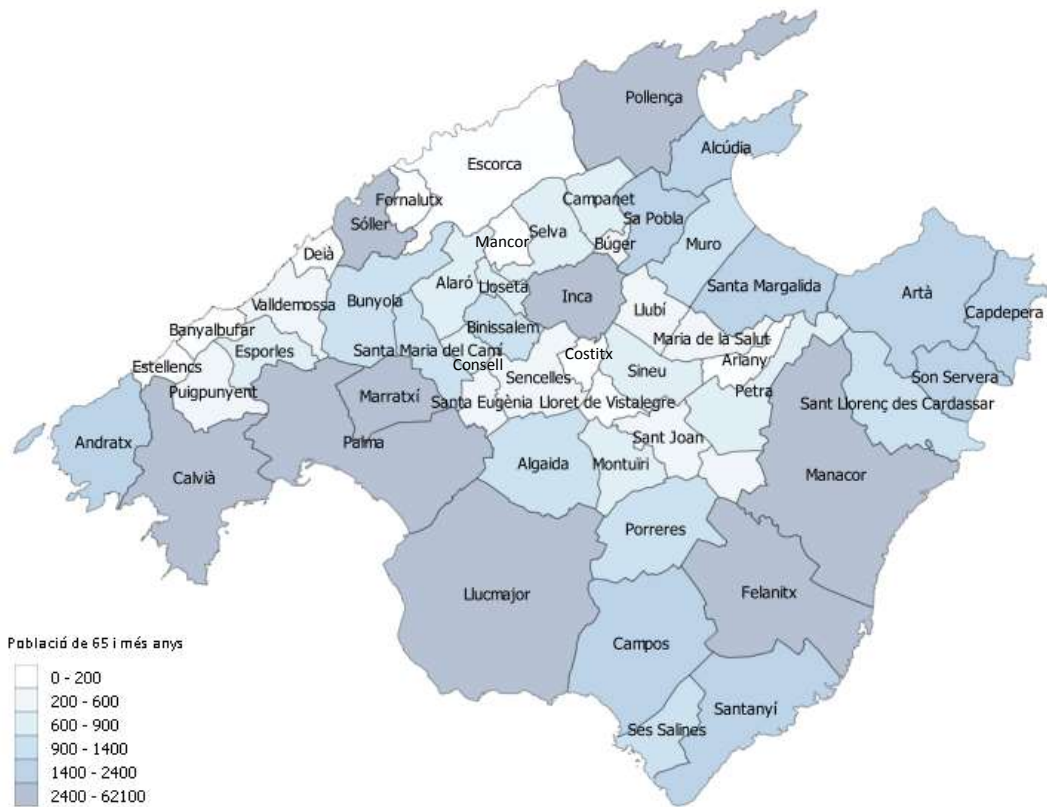 Pollença
Alcúdia
Escorca
Fornalutx
Campanet
Sóller
Sa Pobla
Selva
Mancor
Búger
Muro
Deià
Alaró
Lloseta
Santa Margalida
Artà
Inca
Valldemossa
Bunyola
Llubí
Capdepera
Banyalbufar
Binissalem
Maria de la Salut
Esporles
Santa Maria del Camí
Costitx
Ariany
Estellencs
Consell
Sineu
Sencelles
Son Servera
Puigpunyent
Petra
Marratxí
Santa Eugènia
Lloret de Vistalegre
Sant Llorenç des Cardassar
Andratx
Palma
Sant Joan
Algaida
Montuïri
Calvià
Manacor
Porreres
Llucmajor
Felanitx
Campos
Santanyí
Ses Salines
Població de 65 i més anys
0 - 200
200 - 600
600 - 900
900 - 1400
1400 - 2400
2400 - 62100